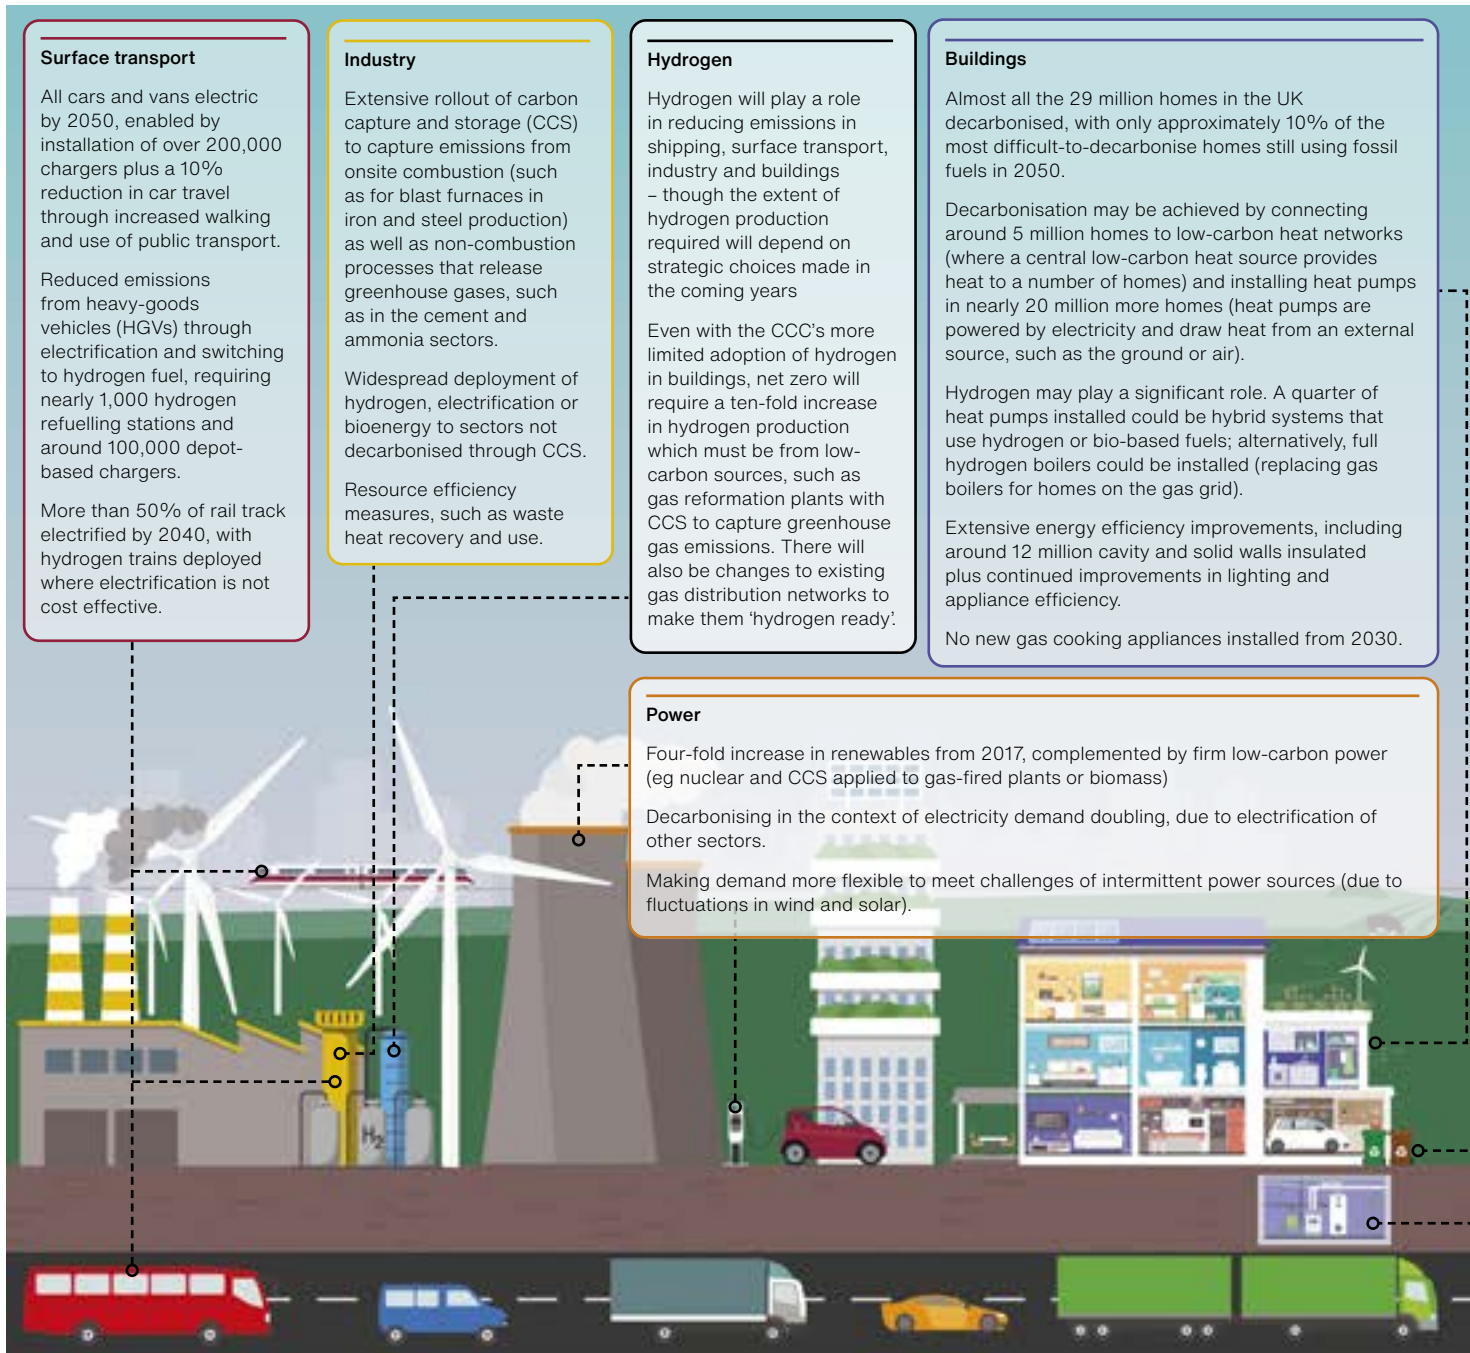 Surface transport
All cars and vans electric
by 2050, enabled by
installation of over 200,000
chargers plus a 10%
reduction in car travel
through increased walking
and use of public transport.
Reduced emissions
from heavy-goods
vehicles (HGVs) through
electrification and switching
to hydrogen fuel, requiring
nearly 1,000 hydrogen
refuelling stations and
around 100,000 depot-
based chargers.
More than 50% of rail track
electrified by 2040, with
hydrogen trains deployed
where electrification is not
cost effective.
Industry
Extensive rollout of carbon
capture and storage (CCS)
to capture emissions from
onsite combustion (such
as for blast furnaces in
iron and steel production)
as well as non-combustion
processes that release
greenhouse gases, such
as in the cement and
ammonia sectors.
Widespread deployment of
hydrogen, electrification or
bioenergy to sectors not
decarbonised through CCS.
Resource efficiency
measures, such as waste
heat recovery and use.
Hydrogen
Hydrogen will play a role
in reducing emissions in
shipping, surface transport,
industry and buildings
– though the extent of
hydrogen production
required will depend on
strategic choices made in
the coming years
Even with the CCC's more
limited adoption of hydrogen
in buildings, net zero will
require a ten-fold increase
in hydrogen production
which must be from low-
carbon sources, such as
gas reformation plants with
CCS to capture greenhouse
gas emissions. There will
also be changes to existing
gas distribution networks to
make them ‘hydrogen ready’.
Buildings
Almost all the 29 million homes in the UK
decarbonised, with only approximately 10% of the
most difficult-to-decarbonise homes still using fossil
fuels in 2050.
Decarbonisation may be achieved by connecting
around 5 million homes to low-carbon heat networks
(where a central low-carbon heat source provides
heat to a number of homes) and installing heat pumps
in nearly 20 million more homes (heat pumps are
powered by electricity and draw heat from an external
source, such as the ground or air).
Hydrogen may play a significant role. A quarter of
heat pumps installed could be hybrid systems that
use hydrogen or bio-based fuels; alternatively, full
hydrogen boilers could be installed (replacing gas
boilers for homes on the gas grid).
Extensive energy efficiency improvements, including
around 12 million cavity and solid walls insulated
plus continued improvements in lighting and
appliance efficiency.
No new gas cooking appliances installed from 2030.
Power
Four-fold increase in renewables from 2017, complemented by firm low-carbon power
(eg nuclear and CCS applied to gas-fired plants or biomass)
Decarbonising in the context of electricity demand doubling, due to electrification of
other sectors.
Making demand more flexible to meet challenges of intermittent power sources (due to
fluctuations in wind and solar).
H2